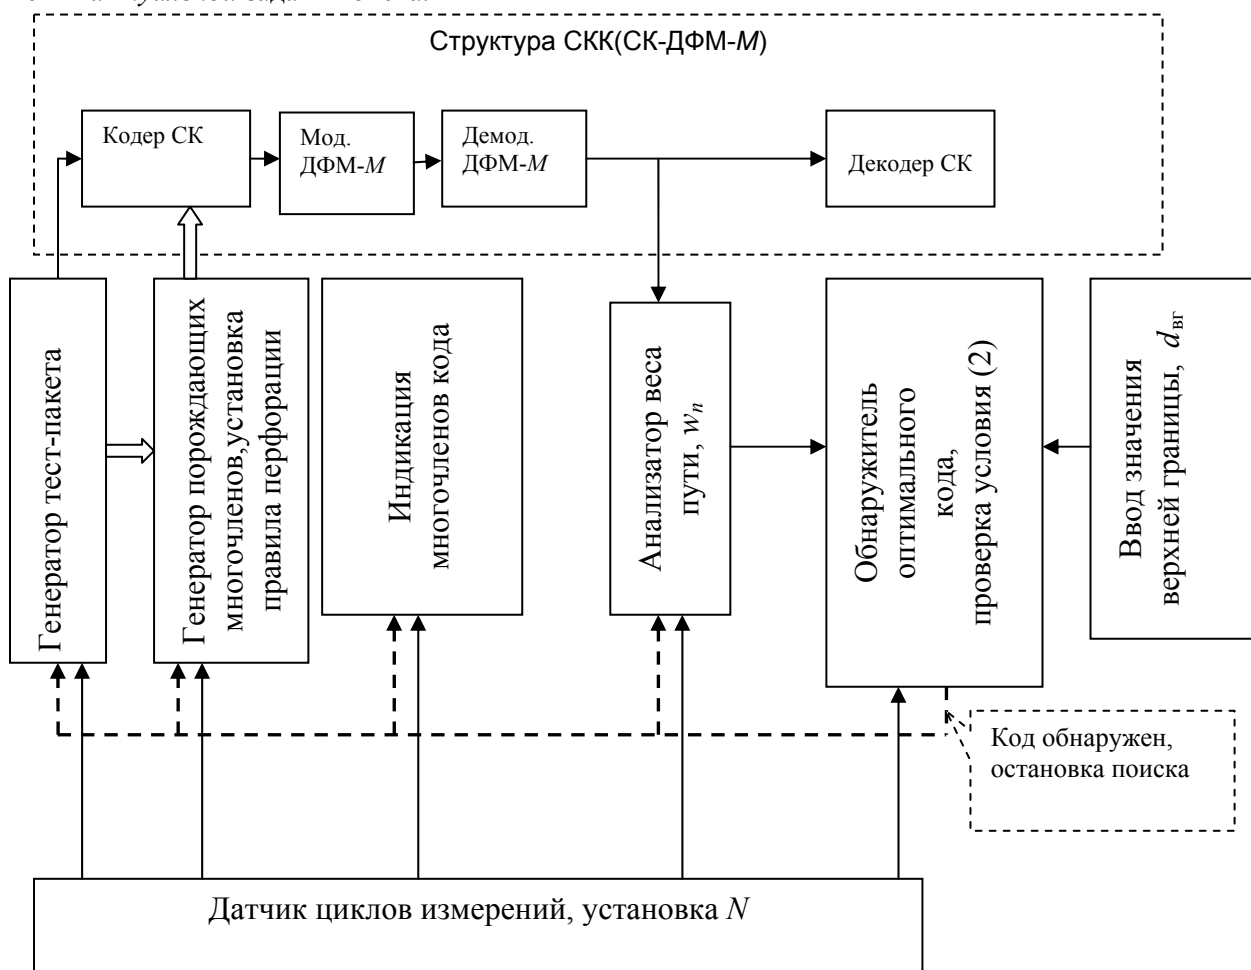 Структура СКК(СК-ДФМ-М)
Кодер СК
Мод.
ДФМ-М
Демод.
ДФМ-М
Декодер СК
Генератор тест-пакета
Генератор порождающих
многочленов,установка
правила перфорации
Индикация
многочленов кода
Анализатор веса
пути, wn
Обнаружитель
оптимального
кода,
проверка условия (2)
Ввод значения
верхней границы, dвг
Код обнаружен,
остановка поиска
Датчик циклов измерений, установка N